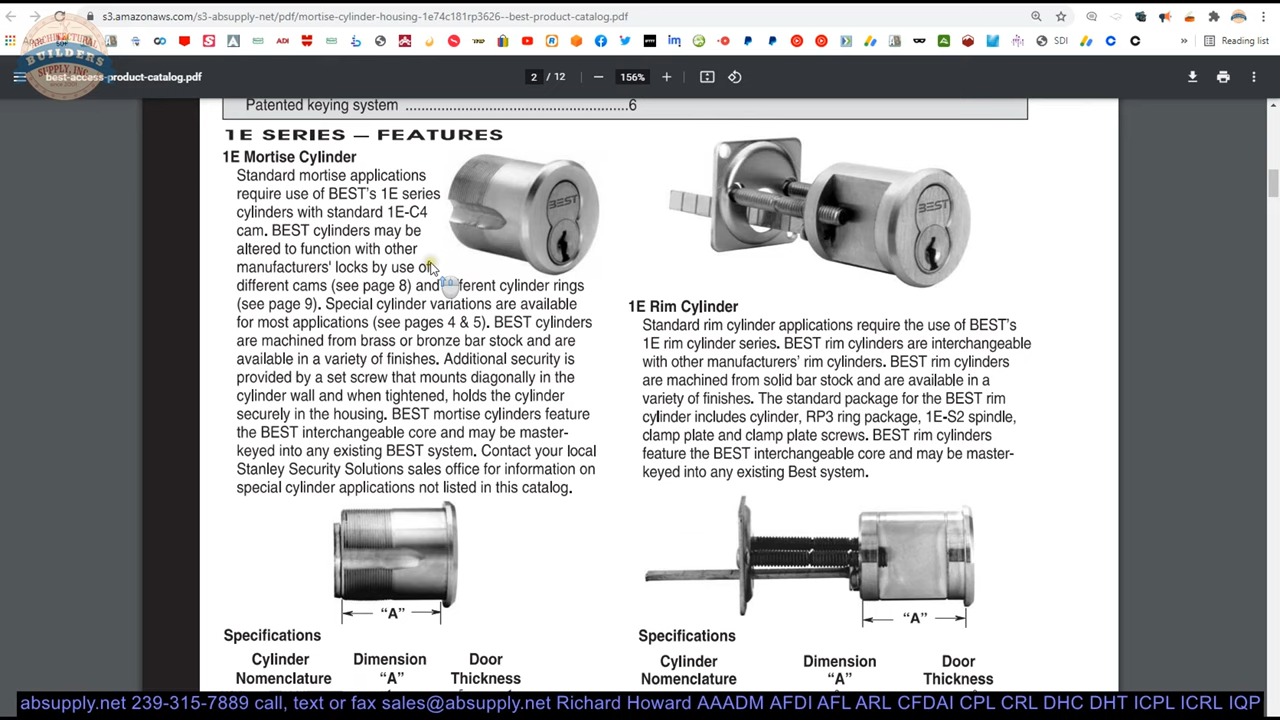 s3.amazonaws.com/s3-absupply-net/pdf/mortise-cylinder-housing-1e74c181rp3626--best-product-catalog.pdf
SDI
Reading list
ARCHITECTURAL
BUILDERS
SUPPLY, INC.
best-access-product-catalog.pdf
2 / 12
156%
Patented keying system ........................................................6
1E SERIES — FEATURES
1E Mortise Cylinder
Standard mortise applications
require use of BEST's 1E series
cylinders with standard 1E-C4
cam. BEST cylinders may be
altered to function with other
manufacturers' locks by use of
different cams (see page 8) and different cylinder rings
(see page 9). Special cylinder variations are available
for most applications (see pages 4 & 5). BEST cylinders
are machined from brass or bronze bar stock and are
available in a variety of finishes. Additional security is
provided by a set screw that mounts diagonally in the
cylinder wall and when tightened, holds the cylinder
securely in the housing. BEST mortise cylinders feature
the BEST interchangeable core and may be master-
keyed into any existing BEST system. Contact your local
Stanley Security Solutions sales office for information on
special cylinder applications not listed in this catalog.
BEST
"A"
Specifications
Cylinder Dimension Door
Nomenclature "A" Thickness
BEST
1E Rim Cylinder
Standard rim cylinder applications require the use of BEST's
1E rim cylinder series. BEST rim cylinders are interchangeable
with other manufacturers' rim cylinders. BEST rim cylinders
are machined from solid bar stock and are available in a
variety of finishes. The standard package for the BEST rim
cylinder includes cylinder, RP3 ring package, 1E-S2 spindle,
clamp plate and clamp plate screws. BEST rim cylinders
feature the BEST interchangeable core and may be master-
keyed into any existing Best system.
"A"
Specifications
Cylinder Dimension Door
Nomenclature "A" Thickness
absupply.net 239-315-7889 call, text or fax sales@absupply.net Richard Howard AAADM AFDI AFL ARL CFDAI CPL CRL DHC DHT ICPL ICRL IQP